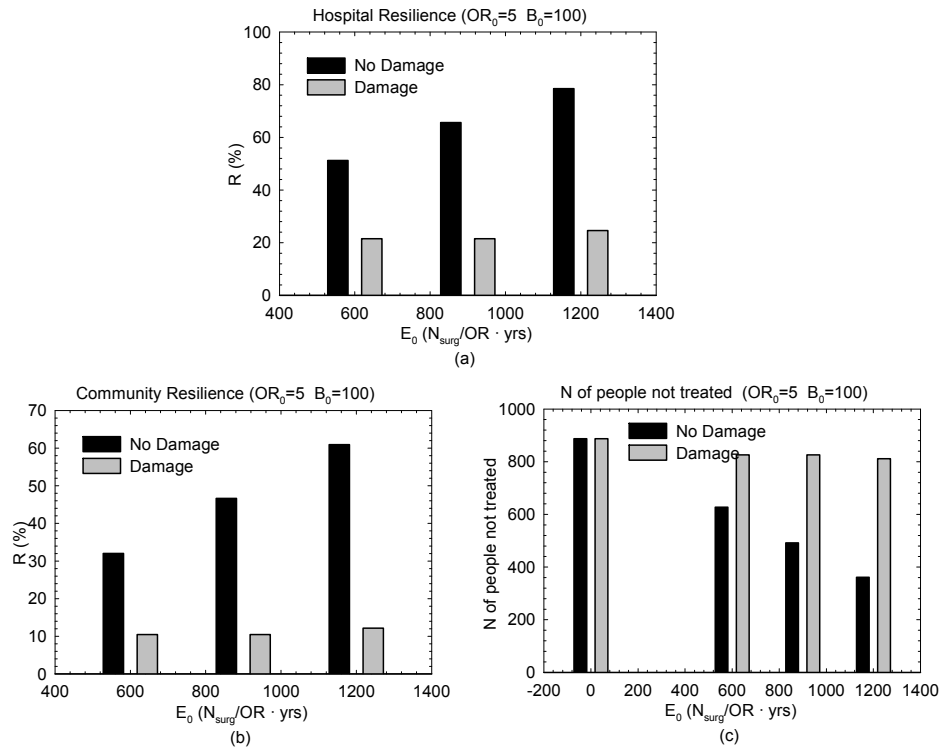 Hospital Resilience (OR₀=5 B₀=100)
100
80
60
40
20
0
R (%)
No Damage
Damage
400 600 800 1000 1200 1400
E₀ (Nsurg/OR · yrs)
(a)
Community Resilience (OR₀=5 B₀=100)
70
60
50
40
30
20
10
0
R (%)
No Damage
Damage
400 600 800 1000 1200 1400
E₀ (Nsurg/OR · yrs)
(b)
N of people not treated (OR₀=5 B₀=100)
1000
800
600
400
200
0
N of people not treated
No Damage
Damage
-200 0 200 400 600 800 1000 1200 1400
E₀ (Nsurg/OR · yrs)
(c)